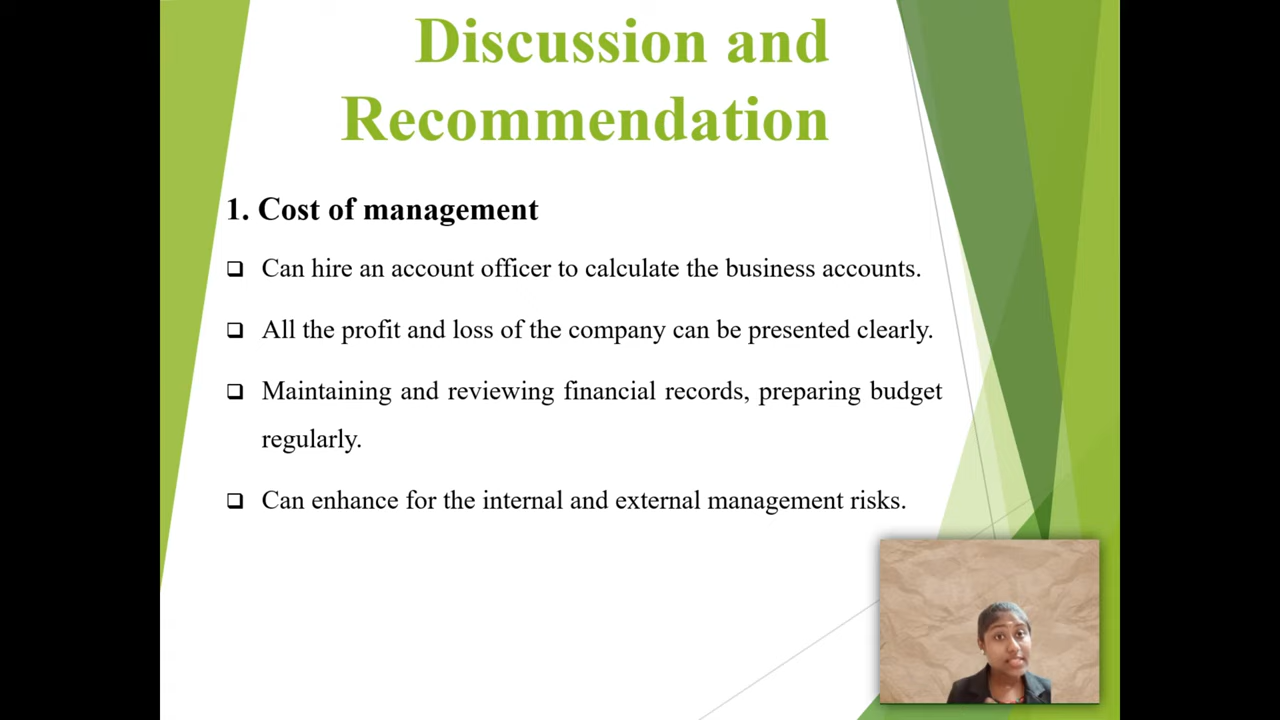 Discussion and
Recommendation
1. Cost of management
Can hire an account officer to calculate the business accounts.
All the profit and loss of the company can be presented clearly.
Maintaining and reviewing financial records, preparing budget
regularly.
Can enhance for the internal and external management risks.